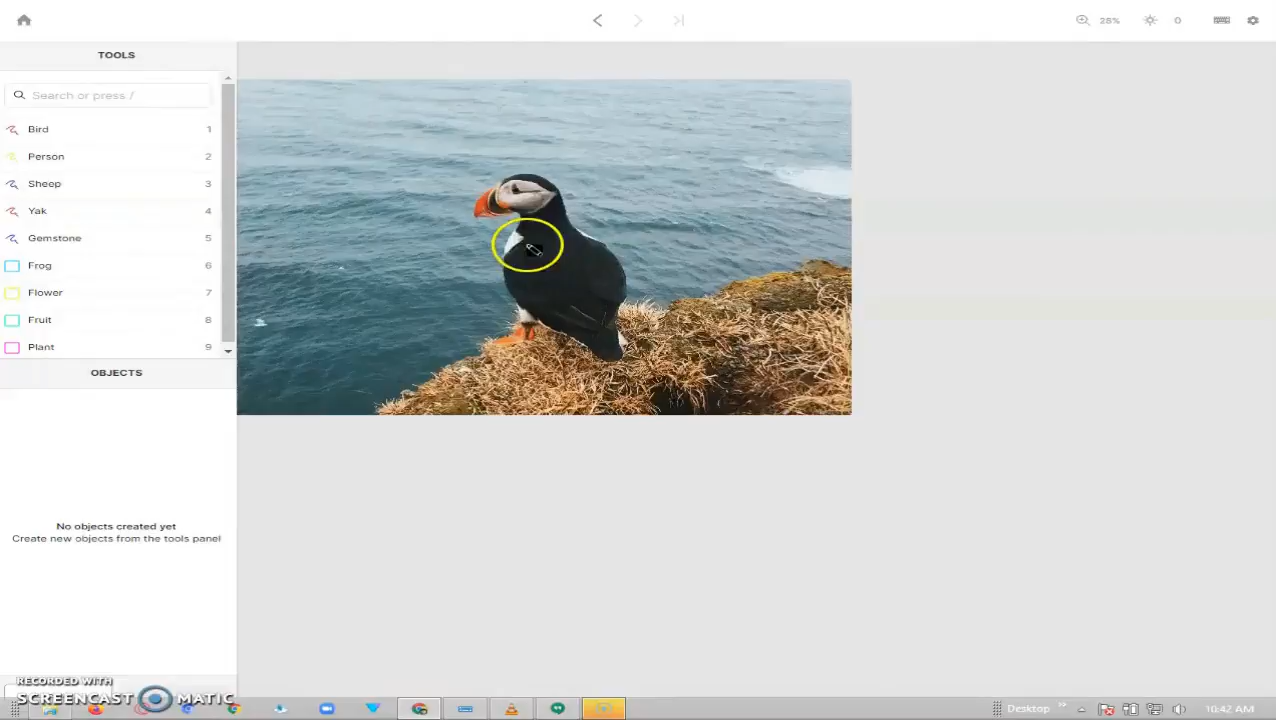 28%
0
TOOLS
Search or press /
Bird 1
Person 2
Sheep 3
Yak 4
Gemstone 5
Frog 6
Flower 7
Fruit 8
Plant 9
OBJECTS
No objects created yet
Create new objects from the tools panel
RECORDED WITH
SCREENCAST MATIC
Desktop
10:42 AM